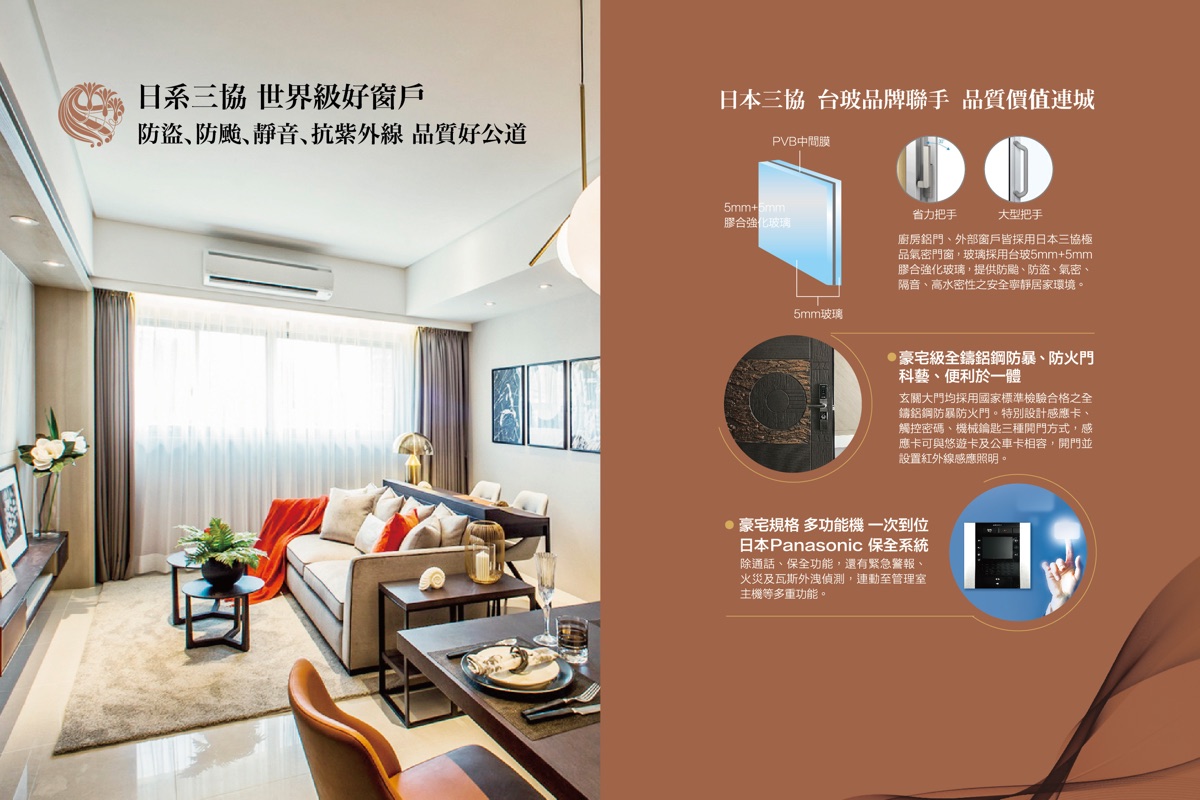 日系三協 世界級好窗戶
防盜、防颱、靜音、抗紫外線 品質好公道
日本三協 台玻品牌聯手 品質價值連城
PVB中間膜
5mm+5mm
膠合強化玻璃
5mm玻璃
省力把手
大型把手
廚房鋁門、外部窗戶皆採用日本三協極
品氣密門窗，玻璃採用台玻5mm+5mm
膠合強化玻璃，提供防颱、防盜、氣密、
隔音、高水密性之安全寧靜居家環境。
豪宅級全鑄鋁鋼防暴、防火門
科藝、便利於一體
玄關大門均採用國家標準檢驗合格之全
鑄鋁鋼防暴防火門。特別設計感應卡、
觸控密碼、機械鑰匙三種開門方式，感
應卡可與悠遊卡及公車卡相容，開門並
設置紅外線感應照明。
豪宅規格 多功能機 一次到位
日本Panasonic 保全系統
除通話、保全功能，還有緊急警報、
火災及瓦斯外洩偵測，連動至管理室
主機等多重功能。